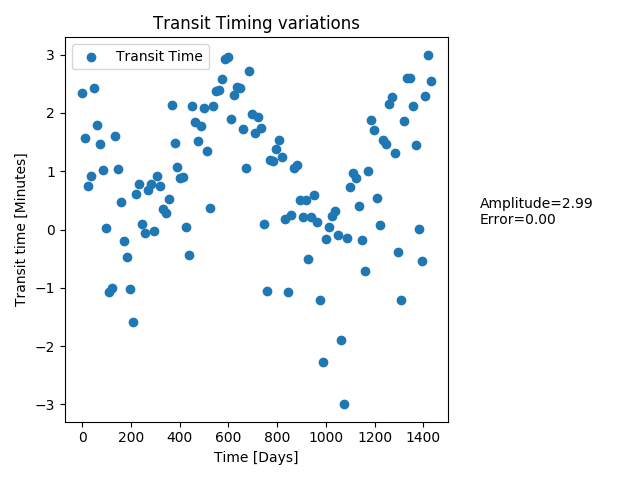 Transit Timing variations
Transit Time
Transit time [Minutes]
3
2
1
0
−1
−2
−3
0
200
400
600
800
1000
1200
1400
Time [Days]
Amplitude=2.99
Error=0.00